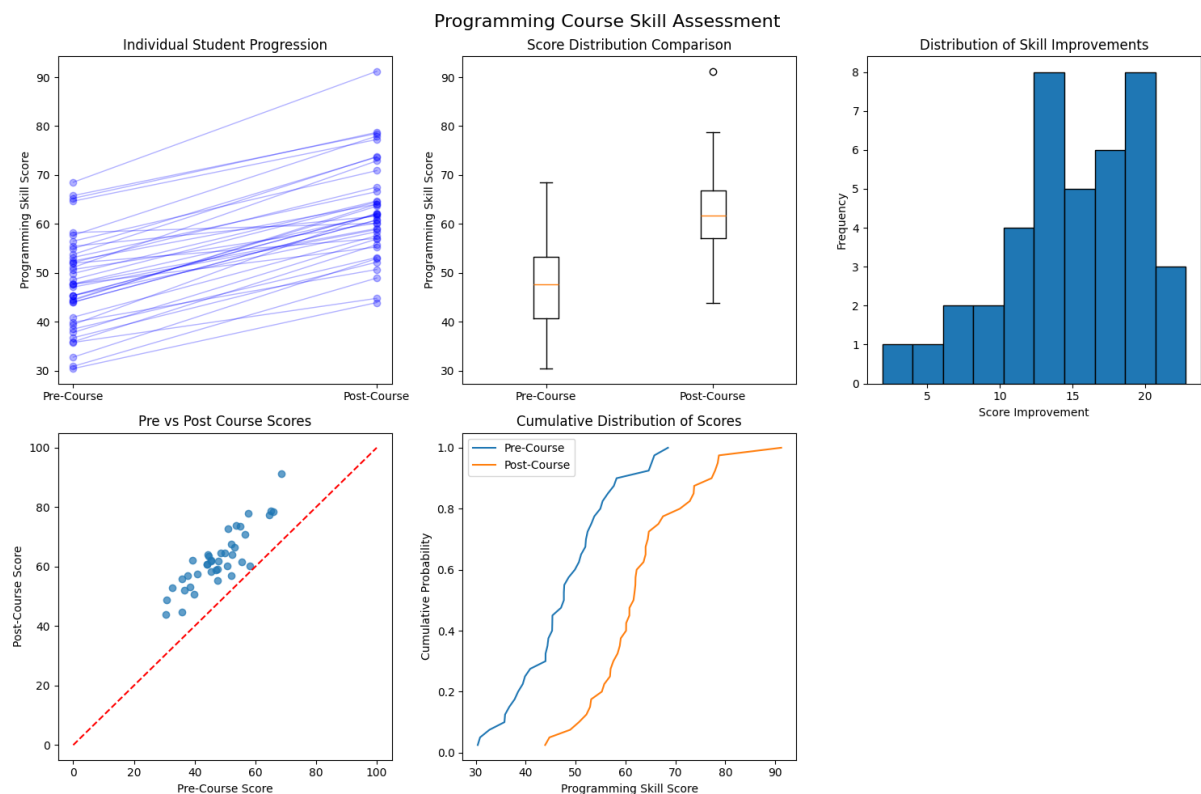 Programming Course Skill Assessment
Individual Student Progression
Programming Skill Score
90
80
70
60
50
40
30
Pre-Course
Post-Course
Score Distribution Comparison
Programming Skill Score
90
80
70
60
50
40
30
Pre-Course
Post-Course
Distribution of Skill Improvements
Frequency
8
7
6
5
4
3
2
1
0
5
10
15
20
Score Improvement
Pre vs Post Course Scores
Post-Course Score
100
80
60
40
20
0
0
20
40
60
80
100
Pre-Course Score
Cumulative Distribution of Scores
Pre-Course
Post-Course
Cumulative Probability
1.0
0.8
0.6
0.4
0.2
0.0
30
40
50
60
70
80
90
Programming Skill Score